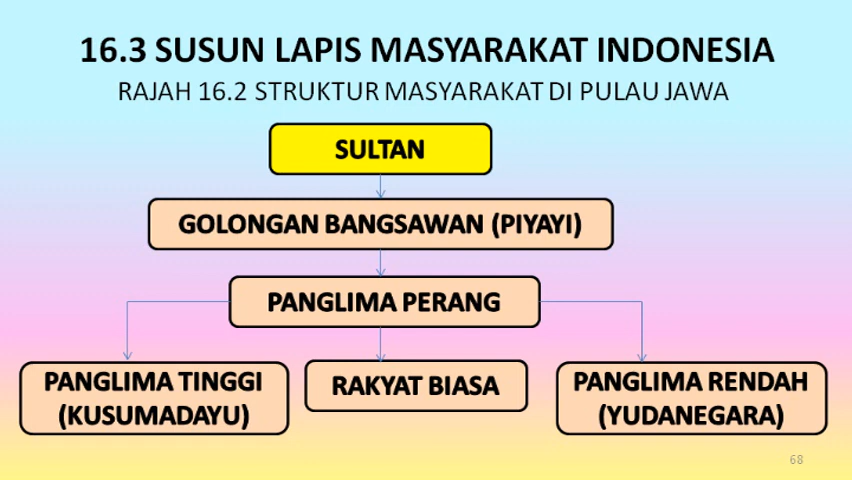 16.3 SUSUN LAPIS MASYARAKAT INDONESIA
RAJAH 16.2 STRUKTUR MASYARAKAT DI PULAU JAWA
SULTAN
GOLONGAN BANGSAWAN (PIYAYI)
PANGLIMA PERANG
PANGLIMA TINGGI
(KUSUMADAYU)
RAKYAT BIASA
PANGLIMA RENDAH
(YUDANEGARA)
68